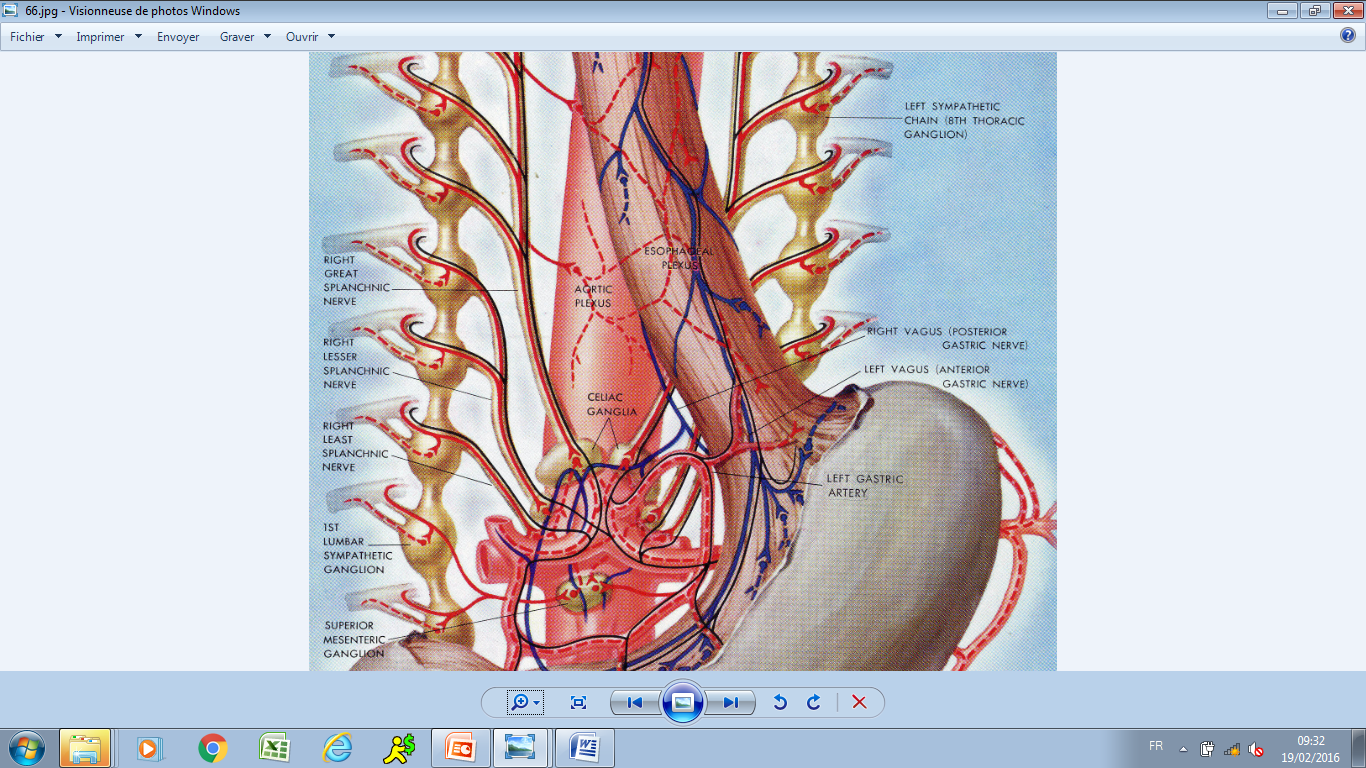 66.jpg - Visionneuse de photos Windows
Fichier Imprimer Envoyer Graver Ouvrir
LEFT SYMPATHETIC
CHAIN (8TH THORACIC
GANGLION)
RIGHT
GREAT
SPLANCHNIC
NERVE
ESOPHAGEAL
PLEXUS
AORTIC
PLEXUS
RIGHT VAGUS (POSTERIOR
GASTRIC NERVE)
RIGHT
LESSER
SPLANCHNIC
NERVE
LEFT VAGUS (ANTERIOR
GASTRIC NERVE)
CELIAC
GANGLIA
RIGHT
LEAST
SPLANCHNIC
NERVE
LEFT GASTRIC
ARTERY
1ST
LUMBAR
SYMPATHETIC
GANGLION
SUPERIOR
MESENTERIC
GANGLION
FR
09:32
19/02/2016